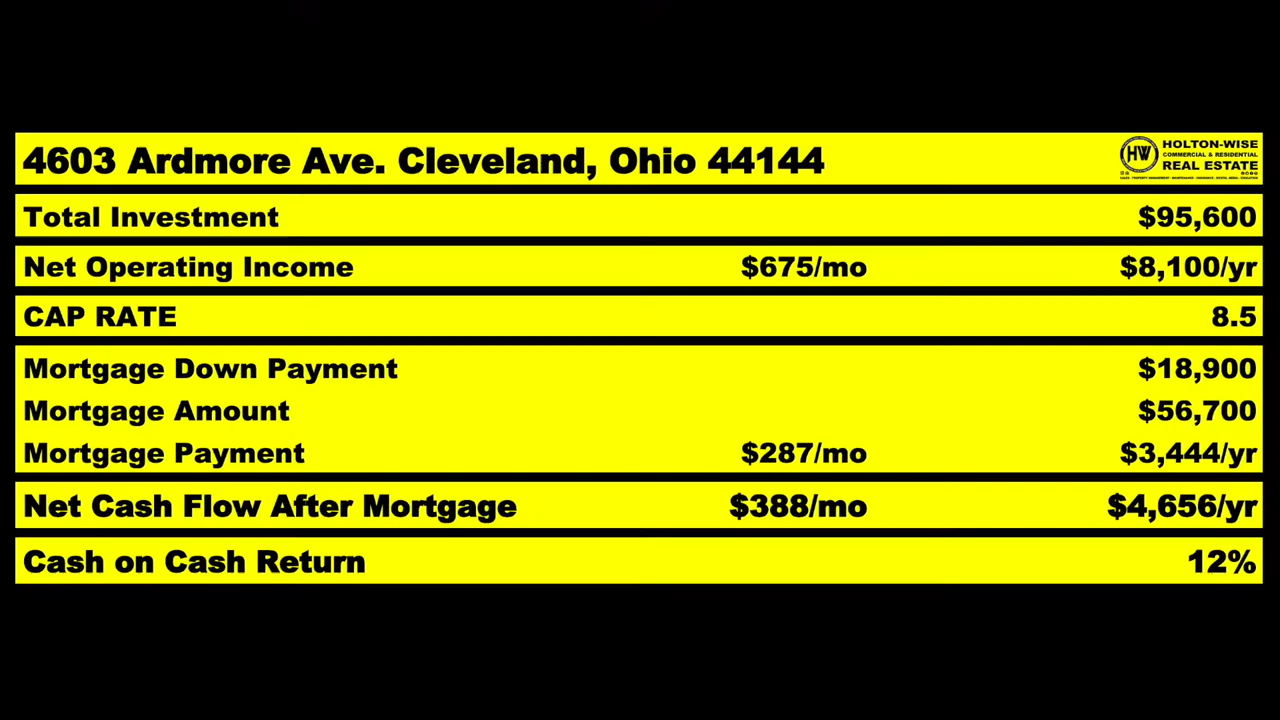 4603 Ardmore Ave. Cleveland, Ohio 44144
HW
HOLTON-WISE
COMMERCIAL & RESIDENTIAL
REAL ESTATE
Total Investment $95,600
Net Operating Income $675/mo $8,100/yr
CAP RATE 8.5
Mortgage Down Payment $18,900
Mortgage Amount $56,700
Mortgage Payment $287/mo $3,444/yr
Net Cash Flow After Mortgage $388/mo $4,656/yr
Cash on Cash Return 12%